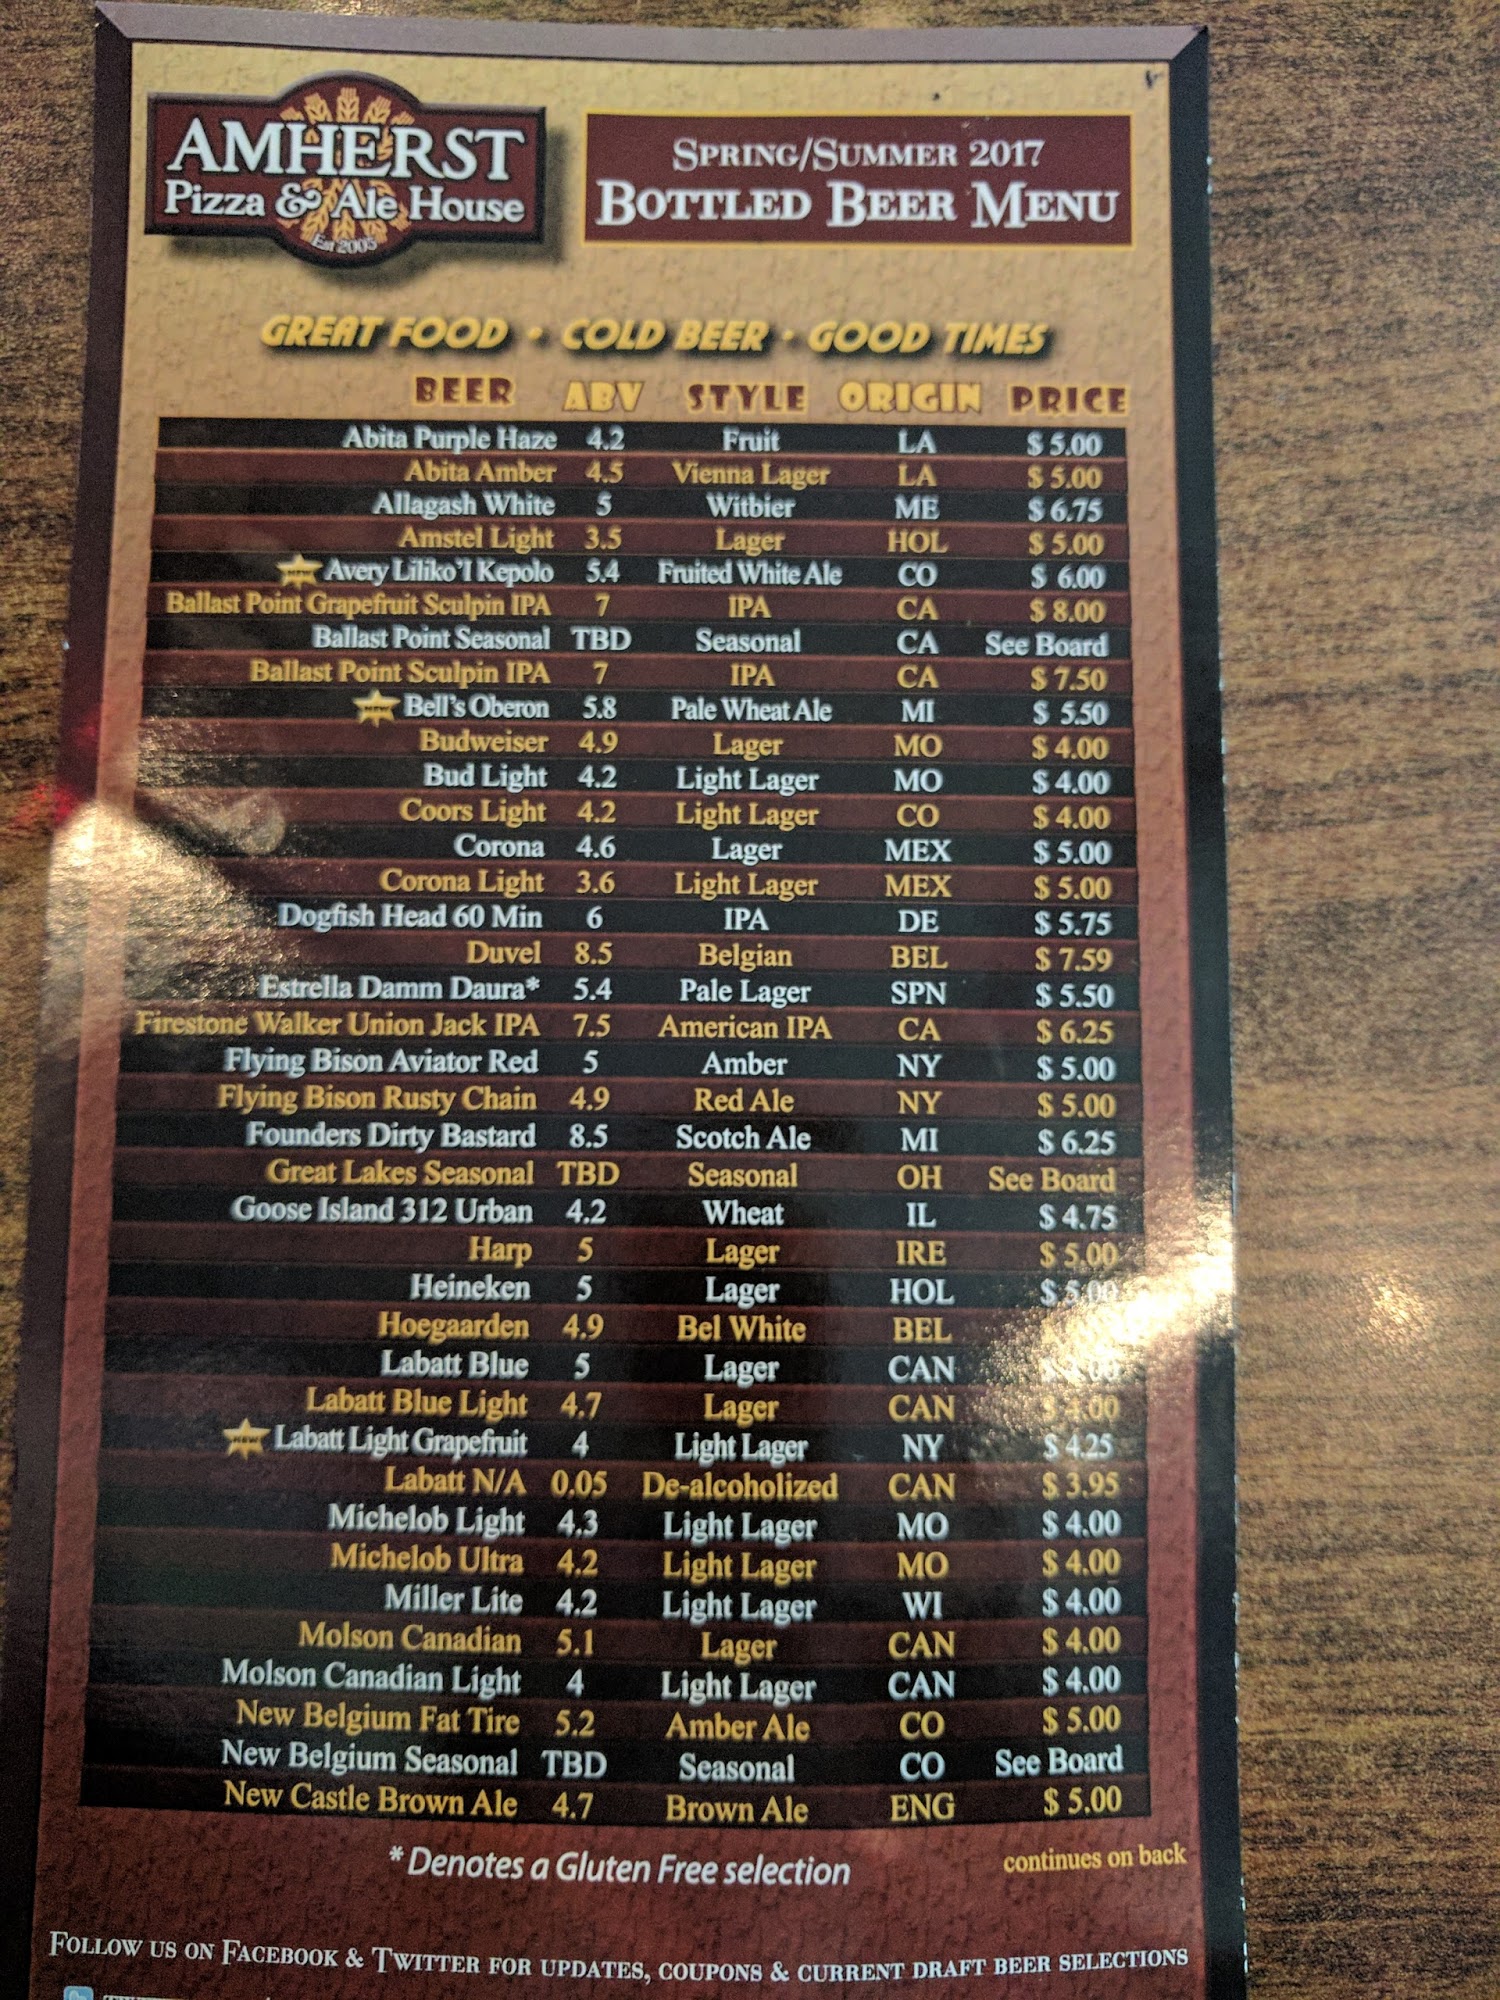 AMHERST
Pizza & Ale House
Est 2005
SPRING/SUMMER 2017
BOTTLED BEER MENU
GREAT FOOD · COLD BEER · GOOD TIMES
BEER ABV STYLE ORIGIN PRICE
Abita Purple Haze 4.2 Fruit LA $ 5.00
Abita Amber 4.5 Vienna Lager LA $ 5.00
Allagash White 5 Witbier ME $ 6.75
Amstel Light 3.5 Lager HOL $ 5.00
NEW Avery Liliko'I Kepolo 5.4 Fruited White Ale CO $ 6.00
Ballast Point Grapefruit Sculpin IPA 7 IPA CA $ 8.00
Ballast Point Seasonal TBD Seasonal CA See Board
Ballast Point Sculpin IPA 7 IPA CA $ 7.50
NEW Bell's Oberon 5.8 Pale Wheat Ale MI $ 5.50
Budweiser 4.9 Lager MO $ 4.00
Bud Light 4.2 Light Lager MO $ 4.00
Coors Light 4.2 Light Lager CO $ 4.00
Corona 4.6 Lager MEX $ 5.00
Corona Light 3.6 Light Lager MEX $ 5.00
Dogfish Head 60 Min 6 IPA DE $ 5.75
Duvel 8.5 Belgian BEL $ 7.59
Estrella Damm Daura* 5.4 Pale Lager SPN $ 5.50
Firestone Walker Union Jack IPA 7.5 American IPA CA $ 6.25
Flying Bison Aviator Red 5 Amber NY $ 5.00
Flying Bison Rusty Chain 4.9 Red Ale NY $ 5.00
Founders Dirty Bastard 8.5 Scotch Ale MI $ 6.25
Great Lakes Seasonal TBD Seasonal OH See Board
Goose Island 312 Urban 4.2 Wheat IL $ 4.75
Harp 5 Lager IRE $ 5.00
Heineken 5 Lager HOL $ 5.00
Hoegaarden 4.9 Bel White BEL
Labatt Blue 5 Lager CAN
Labatt Blue Light 4.7 Lager CAN $ 4.00
NEW Labatt Light Grapefruit 4 Light Lager NY $ 4.25
Labatt N/A 0.05 De-alcoholized CAN $ 3.95
Michelob Light 4.3 Light Lager MO $ 4.00
Michelob Ultra 4.2 Light Lager MO $ 4.00
Miller Lite 4.2 Light Lager WI $ 4.00
Molson Canadian 5.1 Lager CAN $ 4.00
Molson Canadian Light 4 Light Lager CAN $ 4.00
New Belgium Fat Tire 5.2 Amber Ale CO $ 5.00
New Belgium Seasonal TBD Seasonal CO See Board
New Castle Brown Ale 4.7 Brown Ale ENG $ 5.00
* Denotes a Gluten Free selection
continues on back
FOLLOW US ON FACEBOOK & TWITTER FOR UPDATES, COUPONS & CURRENT DRAFT BEER SELECTIONS